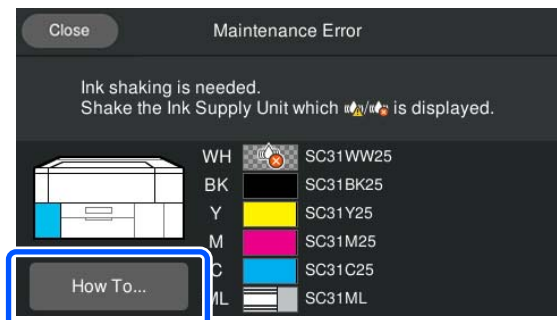 Close
Maintenance Error
Ink shaking is needed.
Shake the Ink Supply Unit which / is displayed.
WH SC31WW25
BK SC31BK25
Y SC31Y25
M SC31M25
C SC31C25
ML SC31ML
How To...